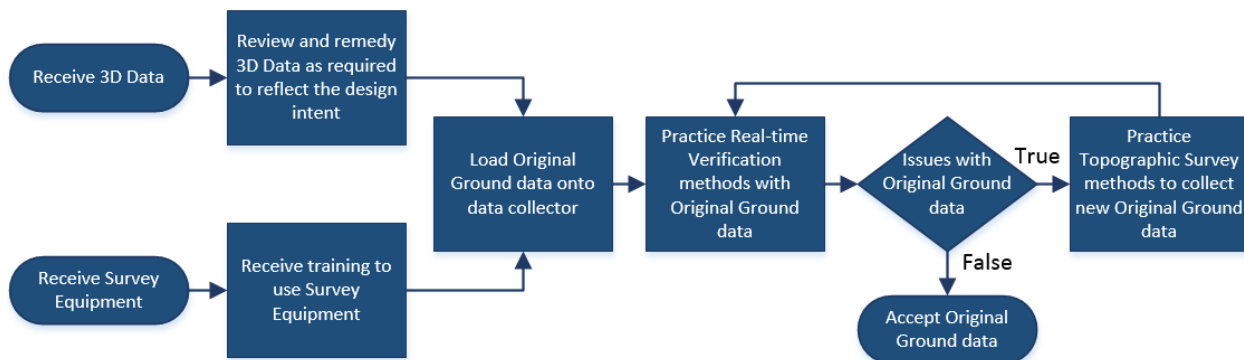 Receive 3D Data
Review and remedy
3D Data as required
to reflect the design
intent
Load Original
Ground data onto
data collector
Practice Real-time
Verification
methods with
Original Ground
data
Issues with
Original Ground
data
True
Practice
Topographic Survey
methods to collect
new Original Ground
data
False
Receive Survey
Equipment
Receive training to
use Survey
Equipment
Accept Original
Ground data